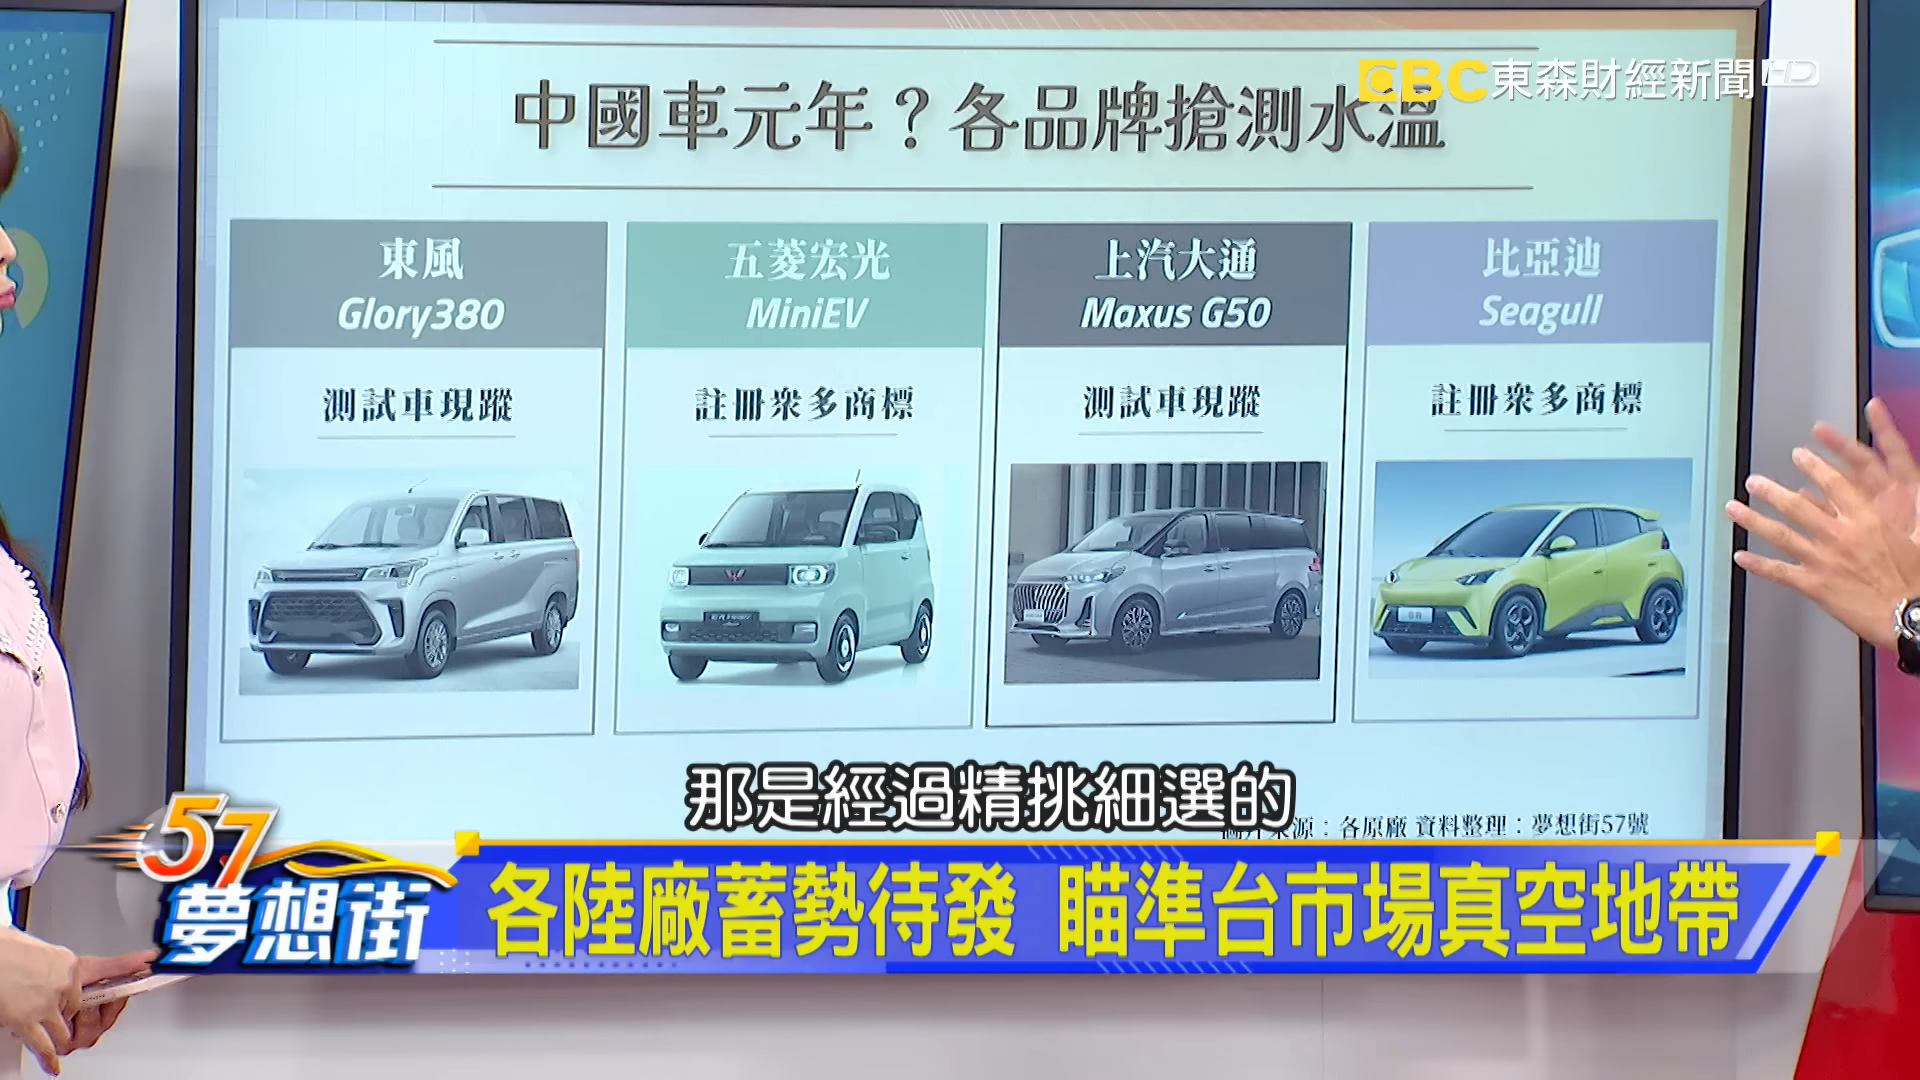 EBC 東森財經新聞 HD
中國車元年？各品牌搶測水溫
東風
Glory380
測試車現蹤
五菱宏光
MiniEV
註冊眾多商標
上汽大通
Maxus G50
測試車現蹤
比亞迪
Seagull
註冊眾多商標
那是經過精挑細選的
圖片來源：各原廠 資料整理：夢想街57號
57
夢想街
各陸廠蓄勢待發 瞄準台市場真空地帶